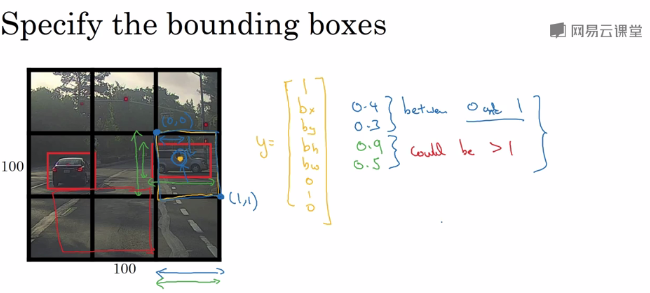 Specify the bounding boxes
网易云课堂
(0,0)
100
(1,1)
100
y=
1
bx
by
bh
bw
0
1
0
0.4
0.3
0.9
0.5
between 0 and 1
could be >1